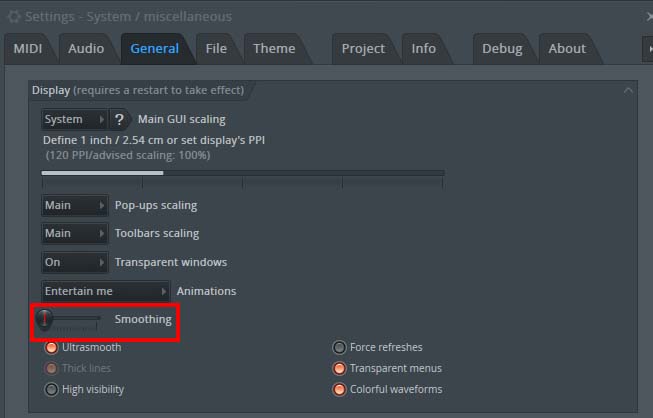 Settings - System / miscellaneous
MIDI Audio General File Theme Project Info Debug About
Display (requires a restart to take effect)
System ? Main GUI scaling
Define 1 inch / 2.54 cm or set display's PPI
(120 PPI/advised scaling: 100%)
Main Pop-ups scaling
Main Toolbars scaling
On Transparent windows
Entertain me Animations
Smoothing
Ultrasmooth Force refreshes
Thick lines Transparent menus
High visibility Colorful waveforms